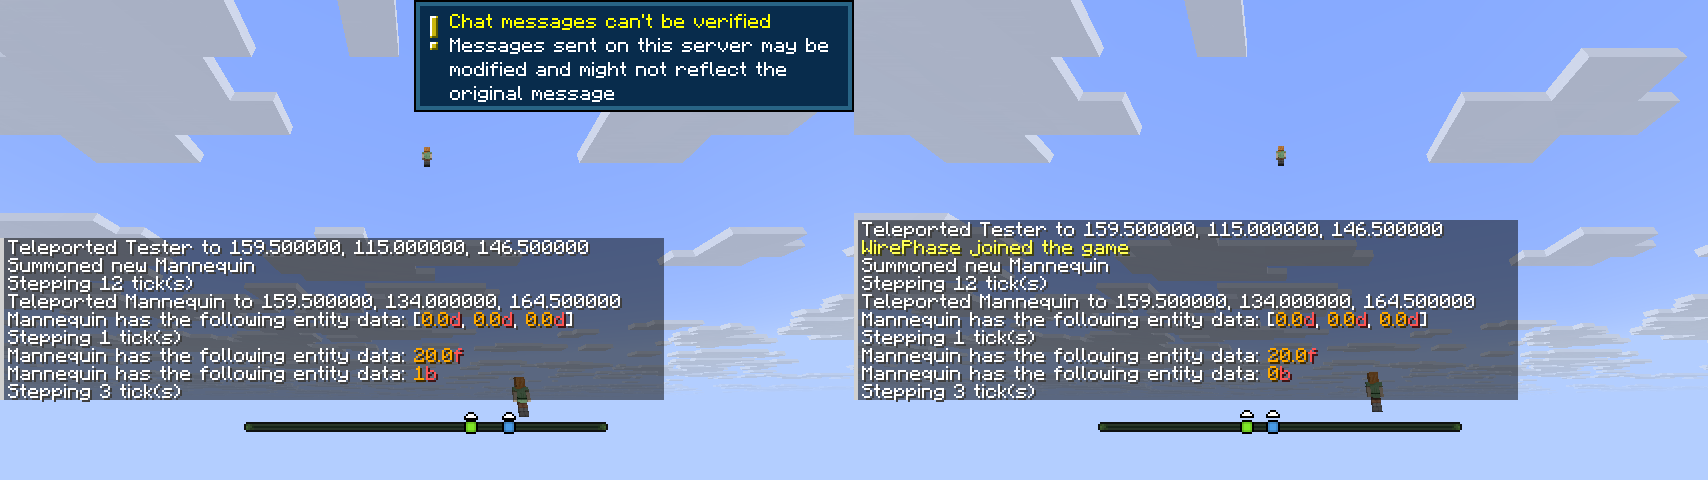 Chat messages can't be verified
Messages sent on this server may be
modified and might not reflect the
original message
Teleported Tester to 159.500000, 115.000000, 146.500000
Summoned new Mannequin
Stepping 12 tick(s)
Teleported Mannequin to 159.500000, 134.000000, 164.500000
Mannequin has the following entity data: [0.0d, 0.0d, 0.0d]
Stepping 1 tick(s)
Mannequin has the following entity data: 20.0f
Mannequin has the following entity data: 1b
Stepping 3 tick(s)
Teleported Tester to 159.500000, 115.000000, 146.500000
WirePhase joined the game
Summoned new Mannequin
Stepping 12 tick(s)
Teleported Mannequin to 159.500000, 134.000000, 164.500000
Mannequin has the following entity data: [0.0d, 0.0d, 0.0d]
Stepping 1 tick(s)
Mannequin has the following entity data: 20.0f
Mannequin has the following entity data: 0b
Stepping 3 tick(s)